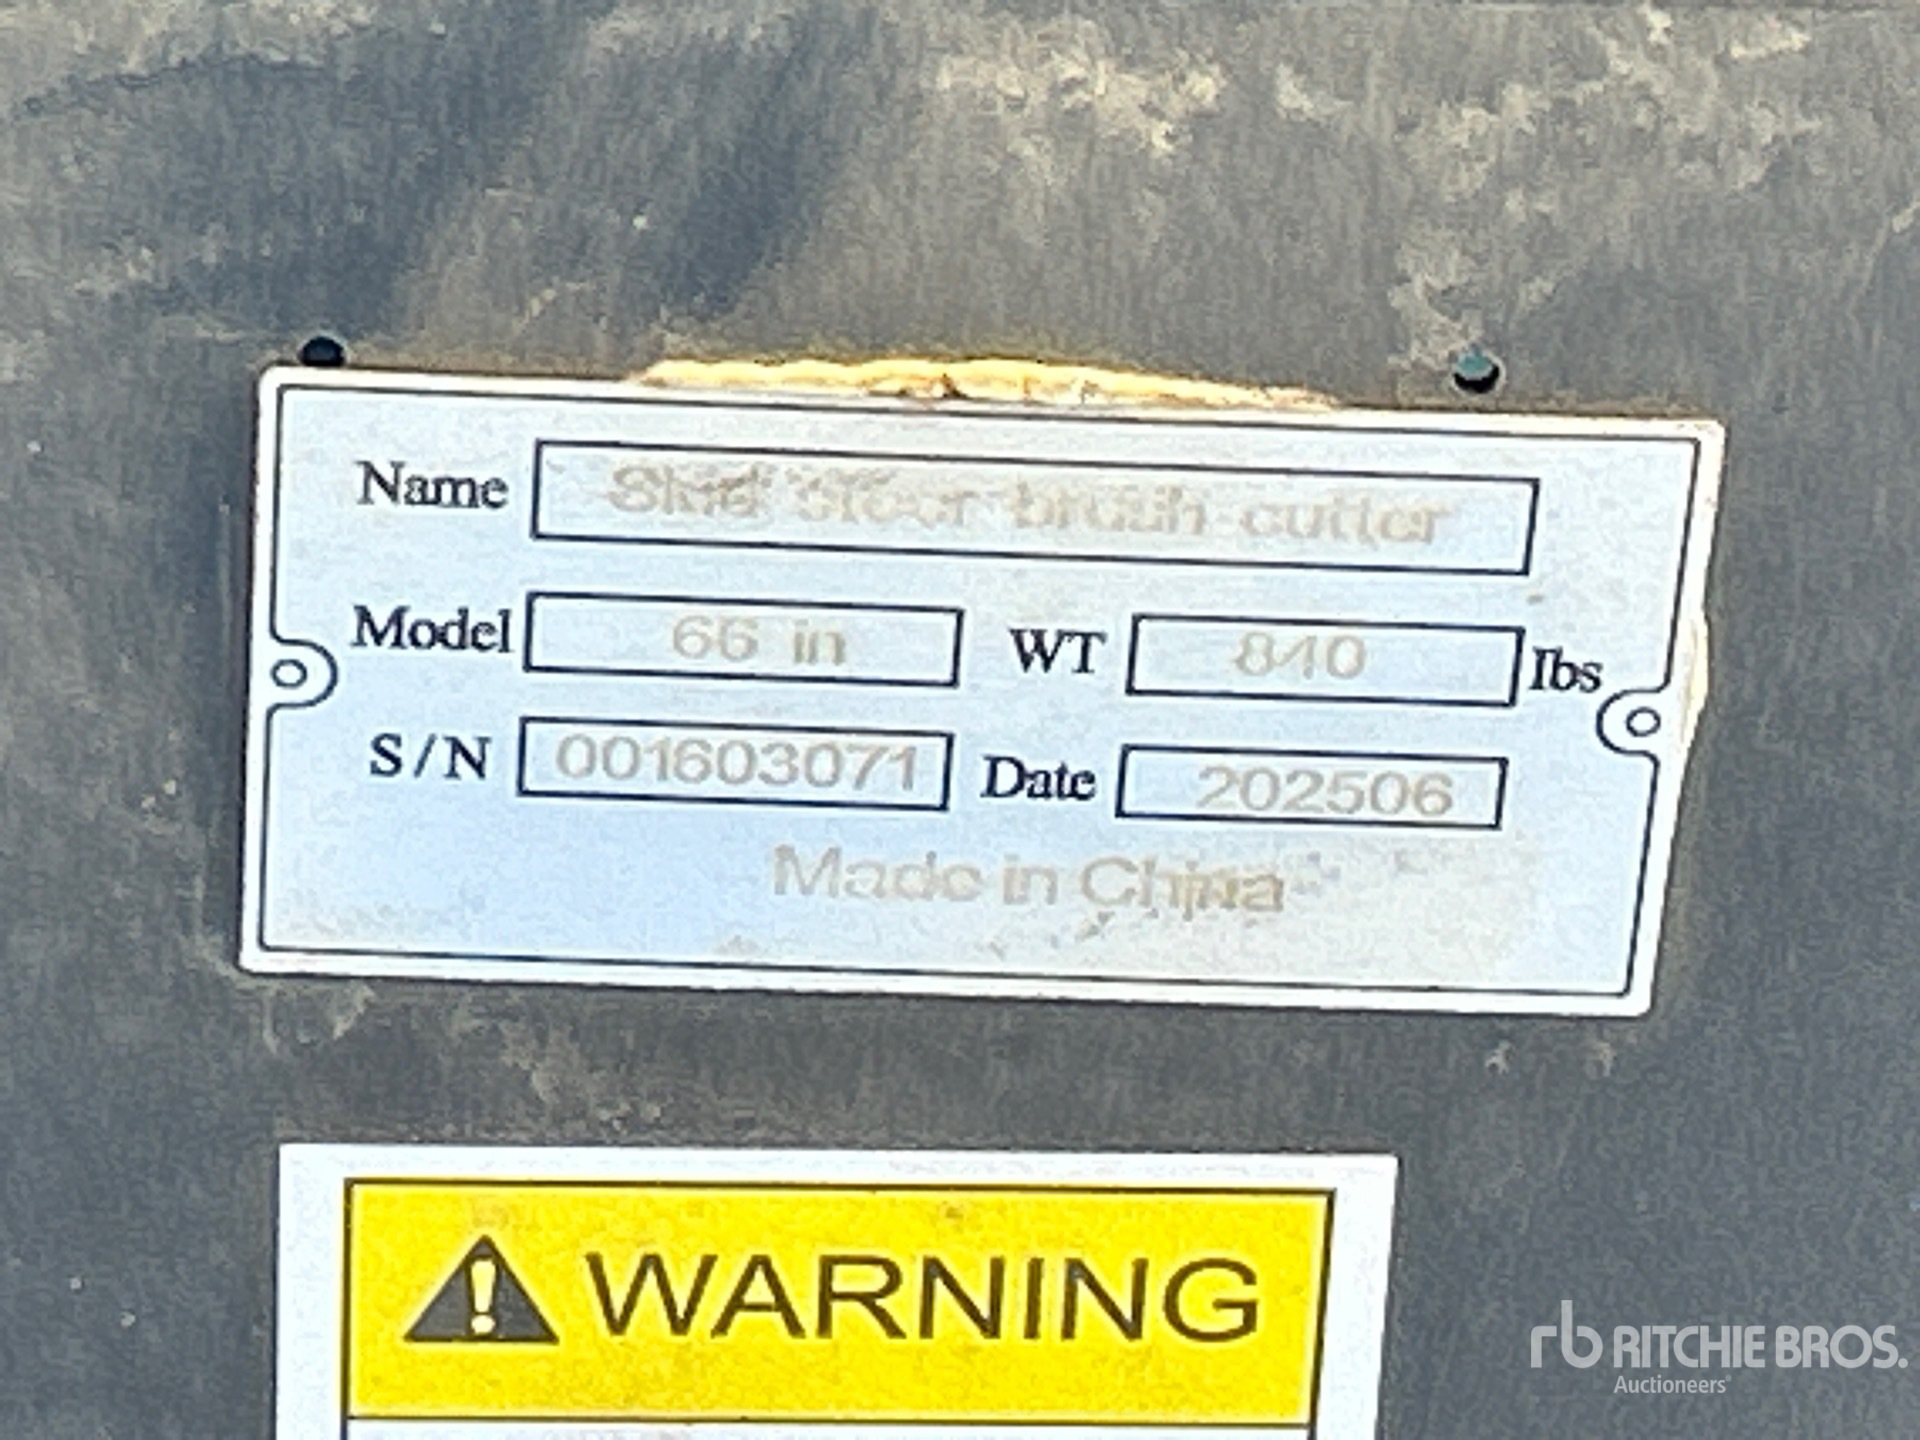 Name Skid Steer brush cutter
Model 66 in WT 840 lbs
S/N 001603071 Date 202506
Made in China
WARNING
rb RITCHIE BROS.
Auctioneers